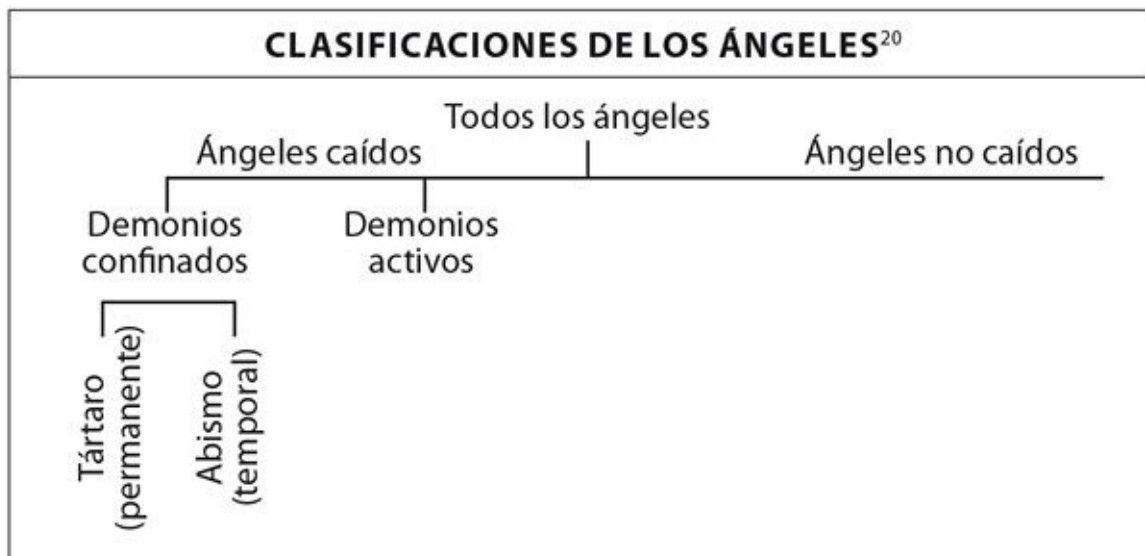 CLASIFICACIONES DE LOS ÁNGELES²⁰
Todos los ángeles
Ángeles caídos
Ángeles no caídos
Demonios
confinados
Demonios
activos
Tártaro
(permanente)
Abismo
(temporal)